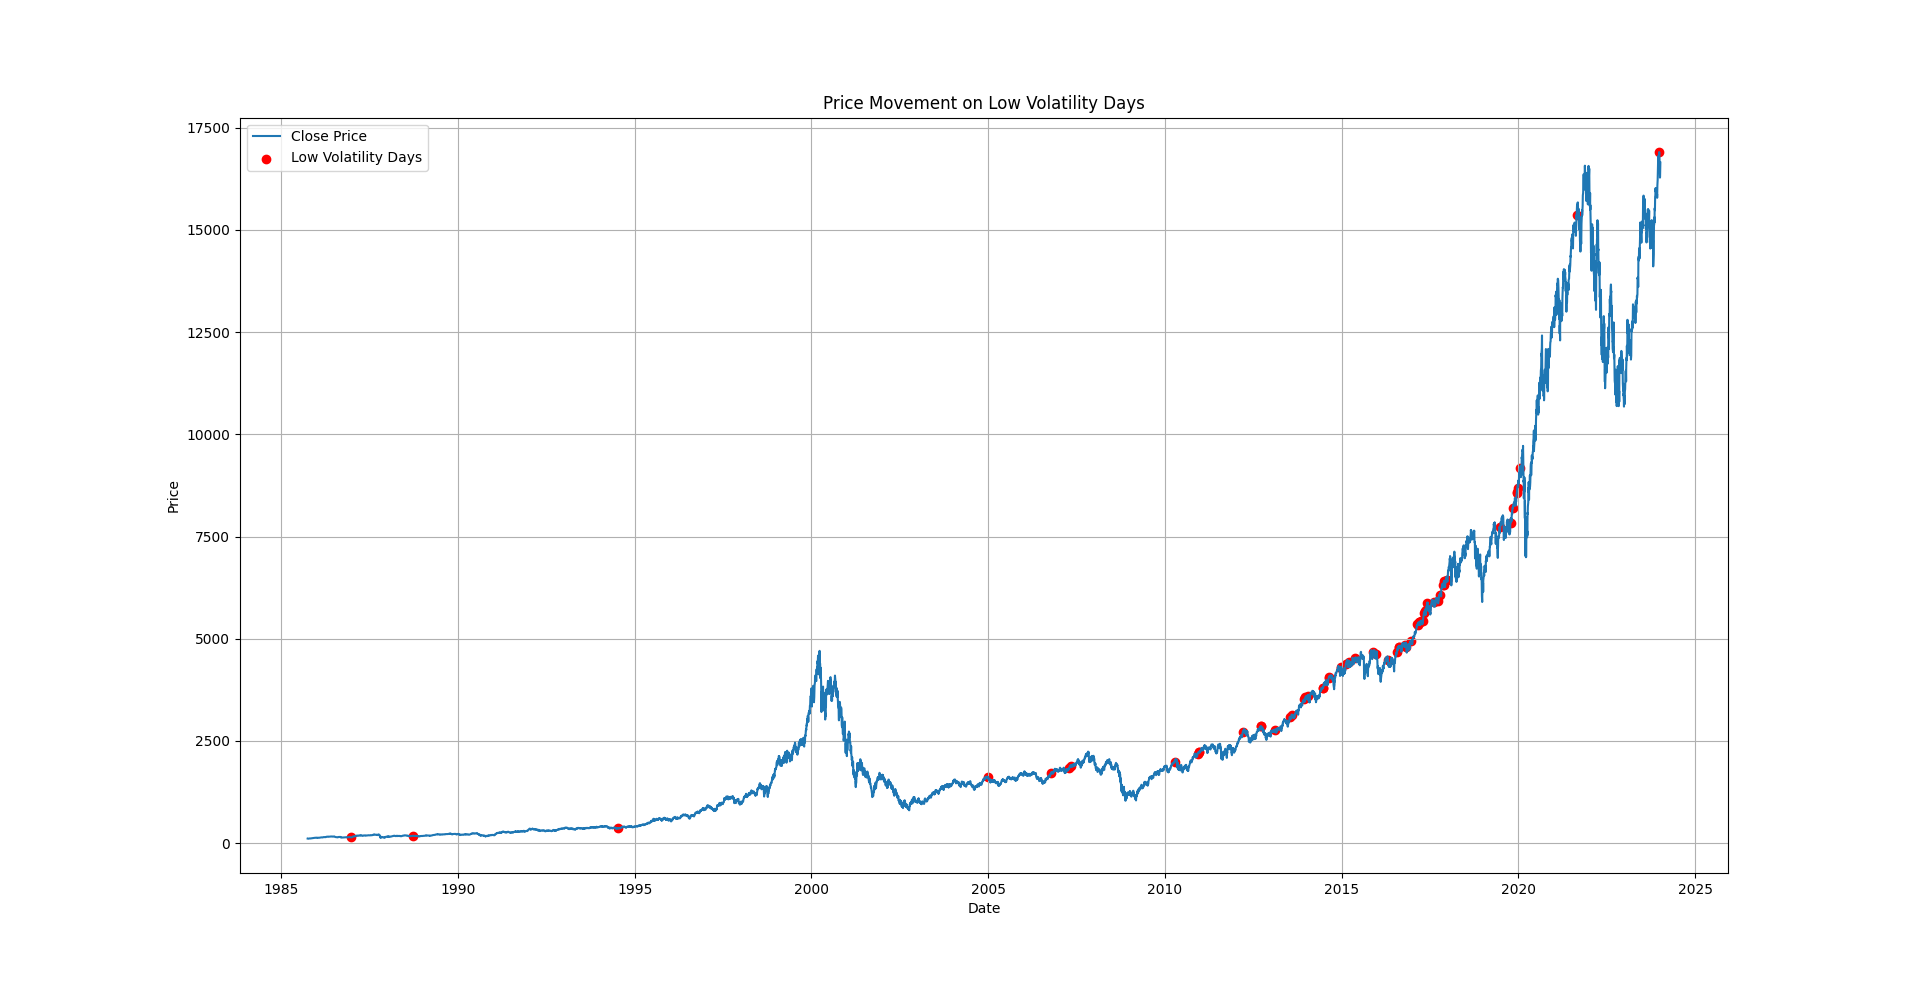 Price Movement on Low Volatility Days
Close Price
Low Volatility Days
17500
15000
12500
10000
7500
5000
2500
0
Price
1985 1990 1995 2000 2005 2010 2015 2020 2025
Date